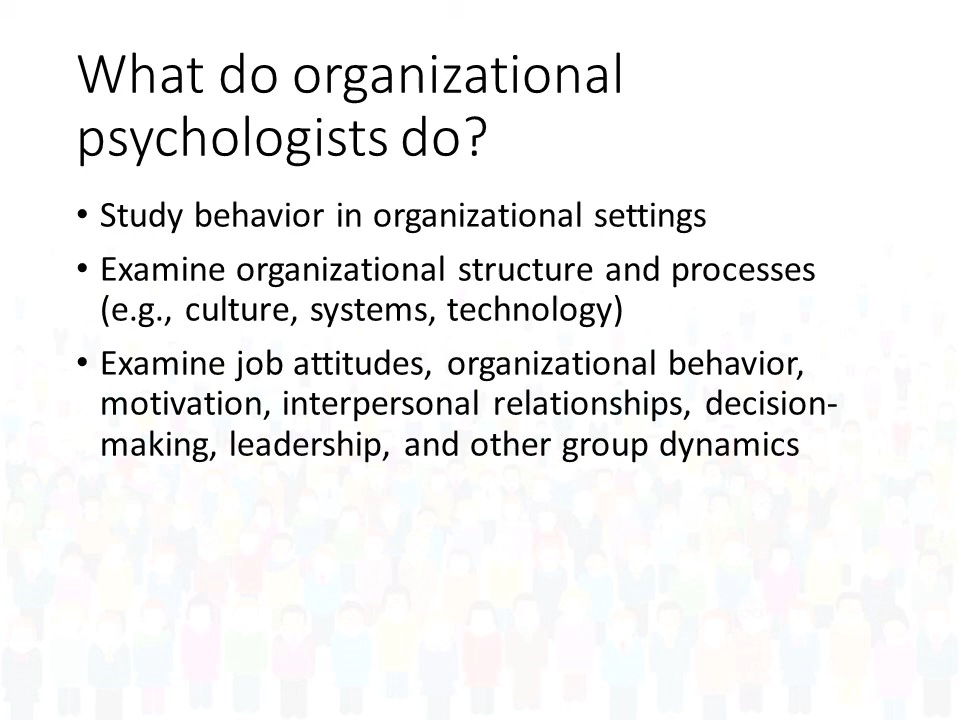 What do organizational
psychologists do?
• Study behavior in organizational settings
• Examine organizational structure and processes
(e.g., culture, systems, technology)
• Examine job attitudes, organizational behavior,
motivation, interpersonal relationships, decision-
making, leadership, and other group dynamics